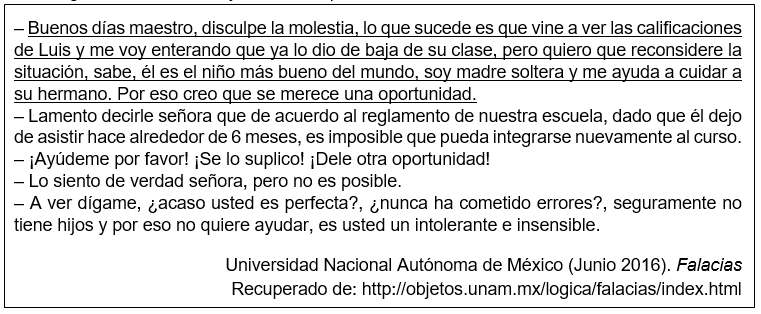 – Buenos días maestro, disculpe la molestia, lo que sucede es que vine a ver las calificaciones
de Luis y me voy enterando que ya lo dio de baja de su clase, pero quiero que reconsidere la
situación, sabe, él es el niño más bueno del mundo, soy madre soltera y me ayuda a cuidar a
su hermano. Por eso creo que se merece una oportunidad.
– Lamento decirle señora que de acuerdo al reglamento de nuestra escuela, dado que él dejo
de asistir hace alrededor de 6 meses, es imposible que pueda integrarse nuevamente al curso.
– ¡Ayúdeme por favor! ¡Se lo suplico! ¡Dele otra oportunidad!
– Lo siento de verdad señora, pero no es posible.
– A ver dígame, ¿acaso usted es perfecta?, ¿nunca ha cometido errores?, seguramente no
tiene hijos y por eso no quiere ayudar, es usted un intolerante e insensible.
Universidad Nacional Autónoma de México (Junio 2016). Falacias
Recuperado de: http://objetos.unam.mx/logica/falacias/index.html